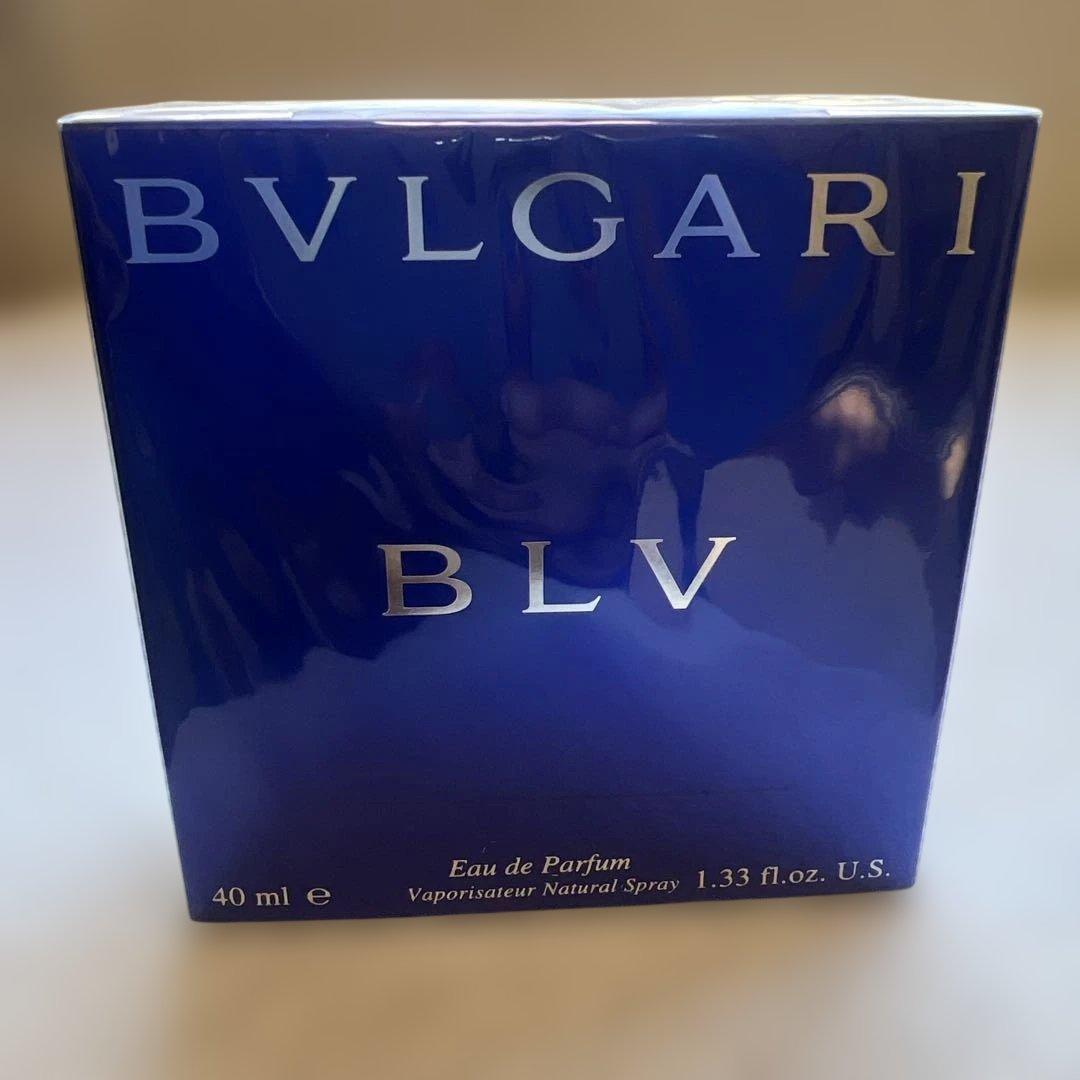 BVLGARI
BLV
Eau de Parfum
40 ml ℮ Vaporisateur Natural Spray 1.33 fl.oz. U.S.